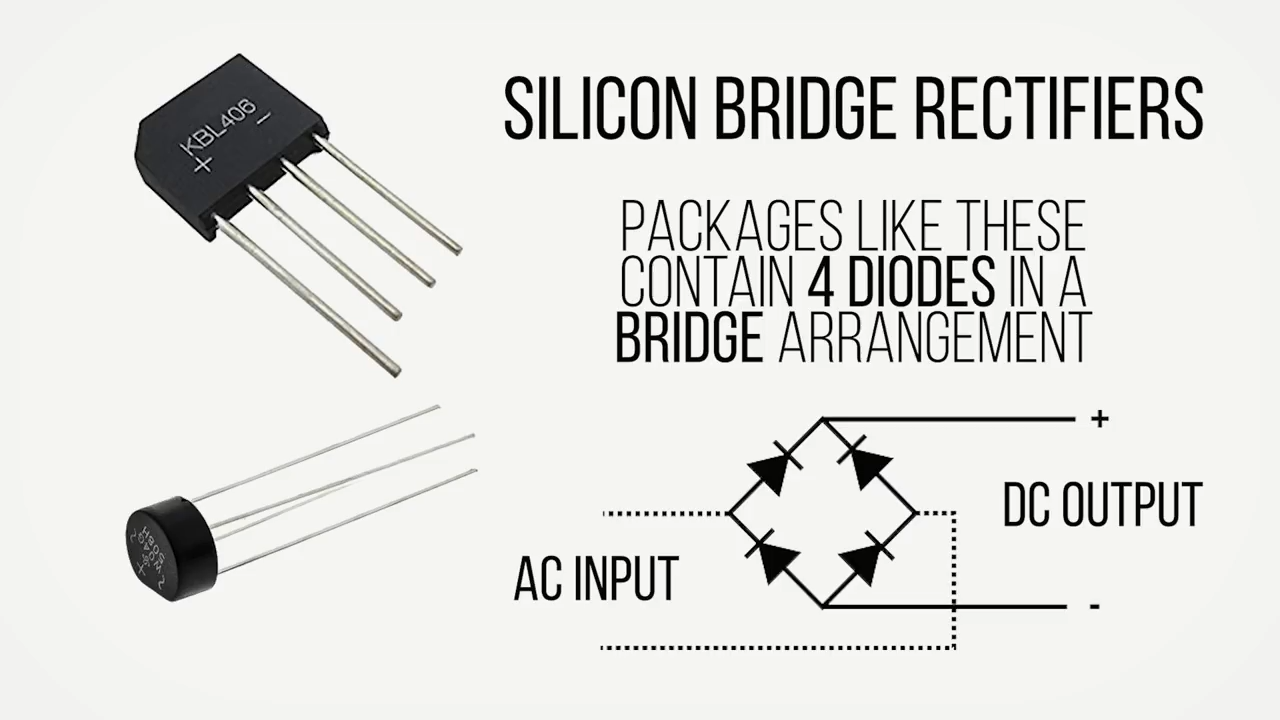 SILICON BRIDGE RECTIFIERS
PACKAGES LIKE THESE
CONTAIN 4 DIODES IN A
BRIDGE ARRANGEMENT
KBL406
+ −
+
DC OUTPUT
AC INPUT
-